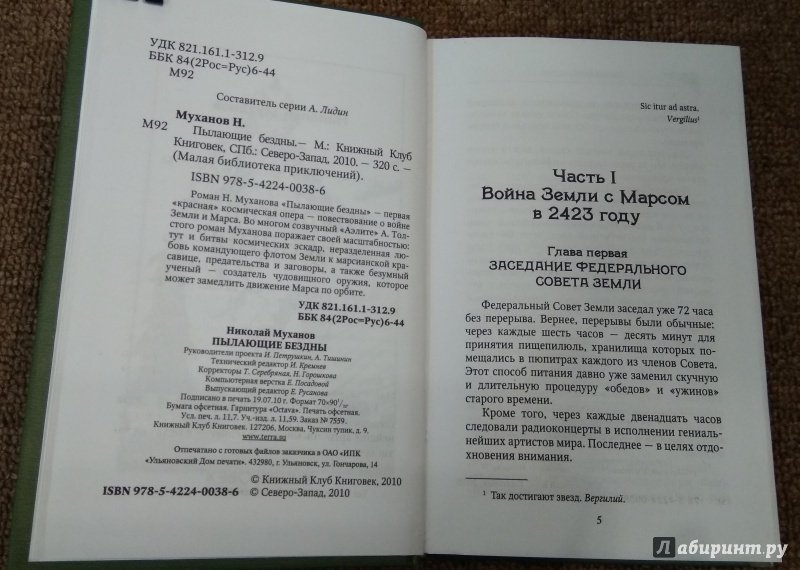 УДК 821.161.1-312.9
ББК 84(2Рос=Рус)6-44
М92
Составитель серии А. Лидин
Муханов Н.
М92
Пылающие бездны.— М.: Книжный Клуб
Книговек, СПб.: Северо-Запад, 2010. — 320 с. —
(Малая библиотека приключений).
ISBN 978-5-4224-0038-6
Роман Н. Муханова «Пылающие бездны» — первая
«красная» космическая опера — повествование о войне
Земли и Марса. Во многом созвучный «Аэлите» А. Тол-
стого роман Муханова поражает своей масштабностью:
тут и битвы космических эскадр, неразделенная лю-
бовь командующего флотом Земли к марсианской кра-
савице, предательства и заговоры, а также безумный
ученый — создатель чудовищного оружия, которое
может замедлить движение Марса по орбите.
УДК 821.161.1-312.9
ББК 84(2Рос=Рус)6-44
Николай Муханов
ПЫЛАЮЩИЕ БЕЗДНЫ
Руководители проекта И. Петрушкин, А. Тишинин
Технический редактор И. Кремнев
Корректоры Т. Серебряная, Н. Горошкова
Компьютерная верстка Е. Посадовой
Выпускающий редактор Е. Русанова
Подписано в печать 19.07.10 г. Формат 70×90¹/
Бумага офсетная. Гарнитура «Octava». Печать офсетная.
Усл. печ. л. 11,7. Уч.-изд. л. 11,59. Заказ № 7559.
Книжный Клуб Книговек. 127206, Москва, Чуксин тупик, д. 9.
www.terra.su
Отпечатано с готовых файлов заказчика в ОАО «ИПК
«Ульяновский Дом печати». 432980, г. Ульяновск, ул. Гончарова, 14
© Книжный Клуб Книговек, 2010
ISBN 978-5-4224-0038-6 © Северо-Запад, 2010
Sic itur ad astra.
Vergilius¹
Часть I
Война Земли с Марсом
в 2423 году
Глава первая
ЗАСЕДАНИЕ ФЕДЕРАЛЬНОГО
СОВЕТА ЗЕМЛИ
Федеральный Совет Земли заседал уже 72 часа
без перерыва. Вернее, перерывы были обычные:
через каждые шесть часов — десять минут для
принятия пищепилюль, хранилища которых по-
мещались в пюпитрах каждого из членов Совета.
Этот способ питания давно уже заменил скучную
и длительную процедуру «обедов» и «ужинов»
старого времени.
Кроме того, через каждые двенадцать часов
следовали радиоконцерты в исполнении гениаль-
нейших артистов мира. Последнее — в целях отдо-
хновения внимания.
¹ Так достигают звезд. Вергилий.
5
Лабиринт.ру